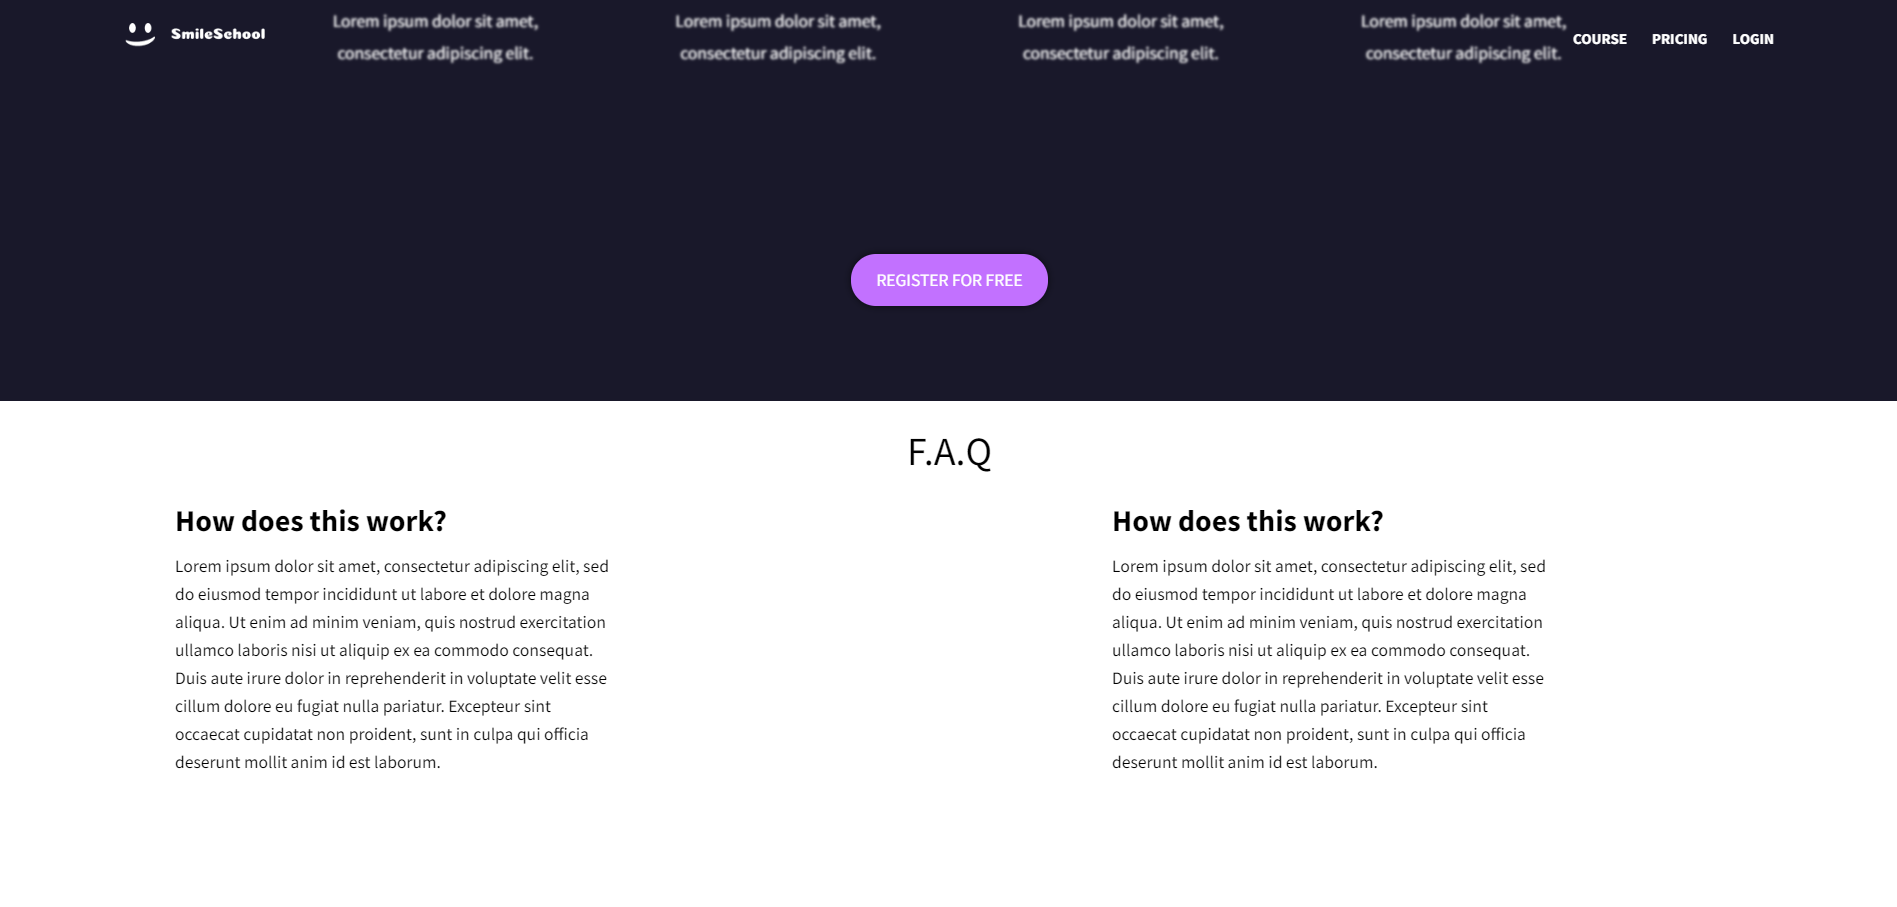 SmileSchool
COURSE PRICING LOGIN
Lorem ipsum dolor sit amet,
consectetur adipiscing elit.
Lorem ipsum dolor sit amet,
consectetur adipiscing elit.
Lorem ipsum dolor sit amet,
consectetur adipiscing elit.
Lorem ipsum dolor sit amet,
consectetur adipiscing elit.
REGISTER FOR FREE
F.A.Q
How does this work?
Lorem ipsum dolor sit amet, consectetur adipiscing elit, sed
do eiusmod tempor incididunt ut labore et dolore magna
aliqua. Ut enim ad minim veniam, quis nostrud exercitation
ullamco laboris nisi ut aliquip ex ea commodo consequat.
Duis aute irure dolor in reprehenderit in voluptate velit esse
cillum dolore eu fugiat nulla pariatur. Excepteur sint
occaecat cupidatat non proident, sunt in culpa qui officia
deserunt mollit anim id est laborum.
How does this work?
Lorem ipsum dolor sit amet, consectetur adipiscing elit, sed
do eiusmod tempor incididunt ut labore et dolore magna
aliqua. Ut enim ad minim veniam, quis nostrud exercitation
ullamco laboris nisi ut aliquip ex ea commodo consequat.
Duis aute irure dolor in reprehenderit in voluptate velit esse
cillum dolore eu fugiat nulla pariatur. Excepteur sint
occaecat cupidatat non proident, sunt in culpa qui officia
deserunt mollit anim id est laborum.